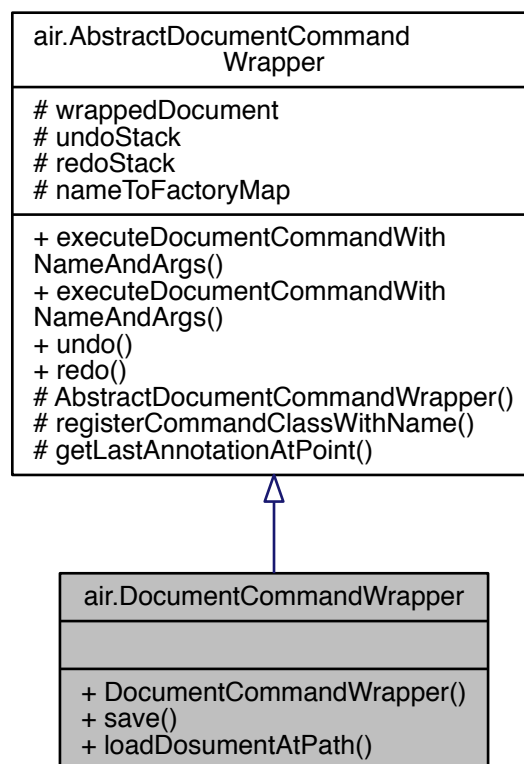 air.AbstractDocumentCommand
Wrapper
# wrappedDocument
# undoStack
# redoStack
# nameToFactoryMap
+ executeDocumentCommandWith
NameAndArgs()
+ executeDocumentCommandWith
NameAndArgs()
+ undo()
+ redo()
# AbstractDocumentCommandWrapper()
# registerCommandClassWithName()
# getLastAnnotationAtPoint()
air.DocumentCommandWrapper
+ DocumentCommandWrapper()
+ save()
+ loadDosumentAtPath()